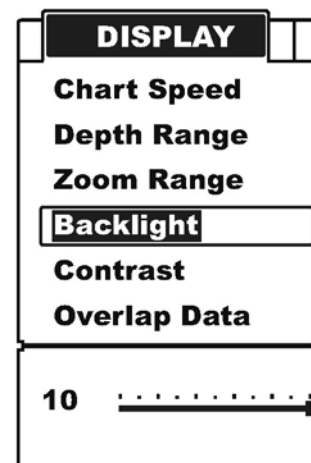 DISPLAY
Chart Speed
Depth Range
Zoom Range
Backlight
Contrast
Overlap Data
10